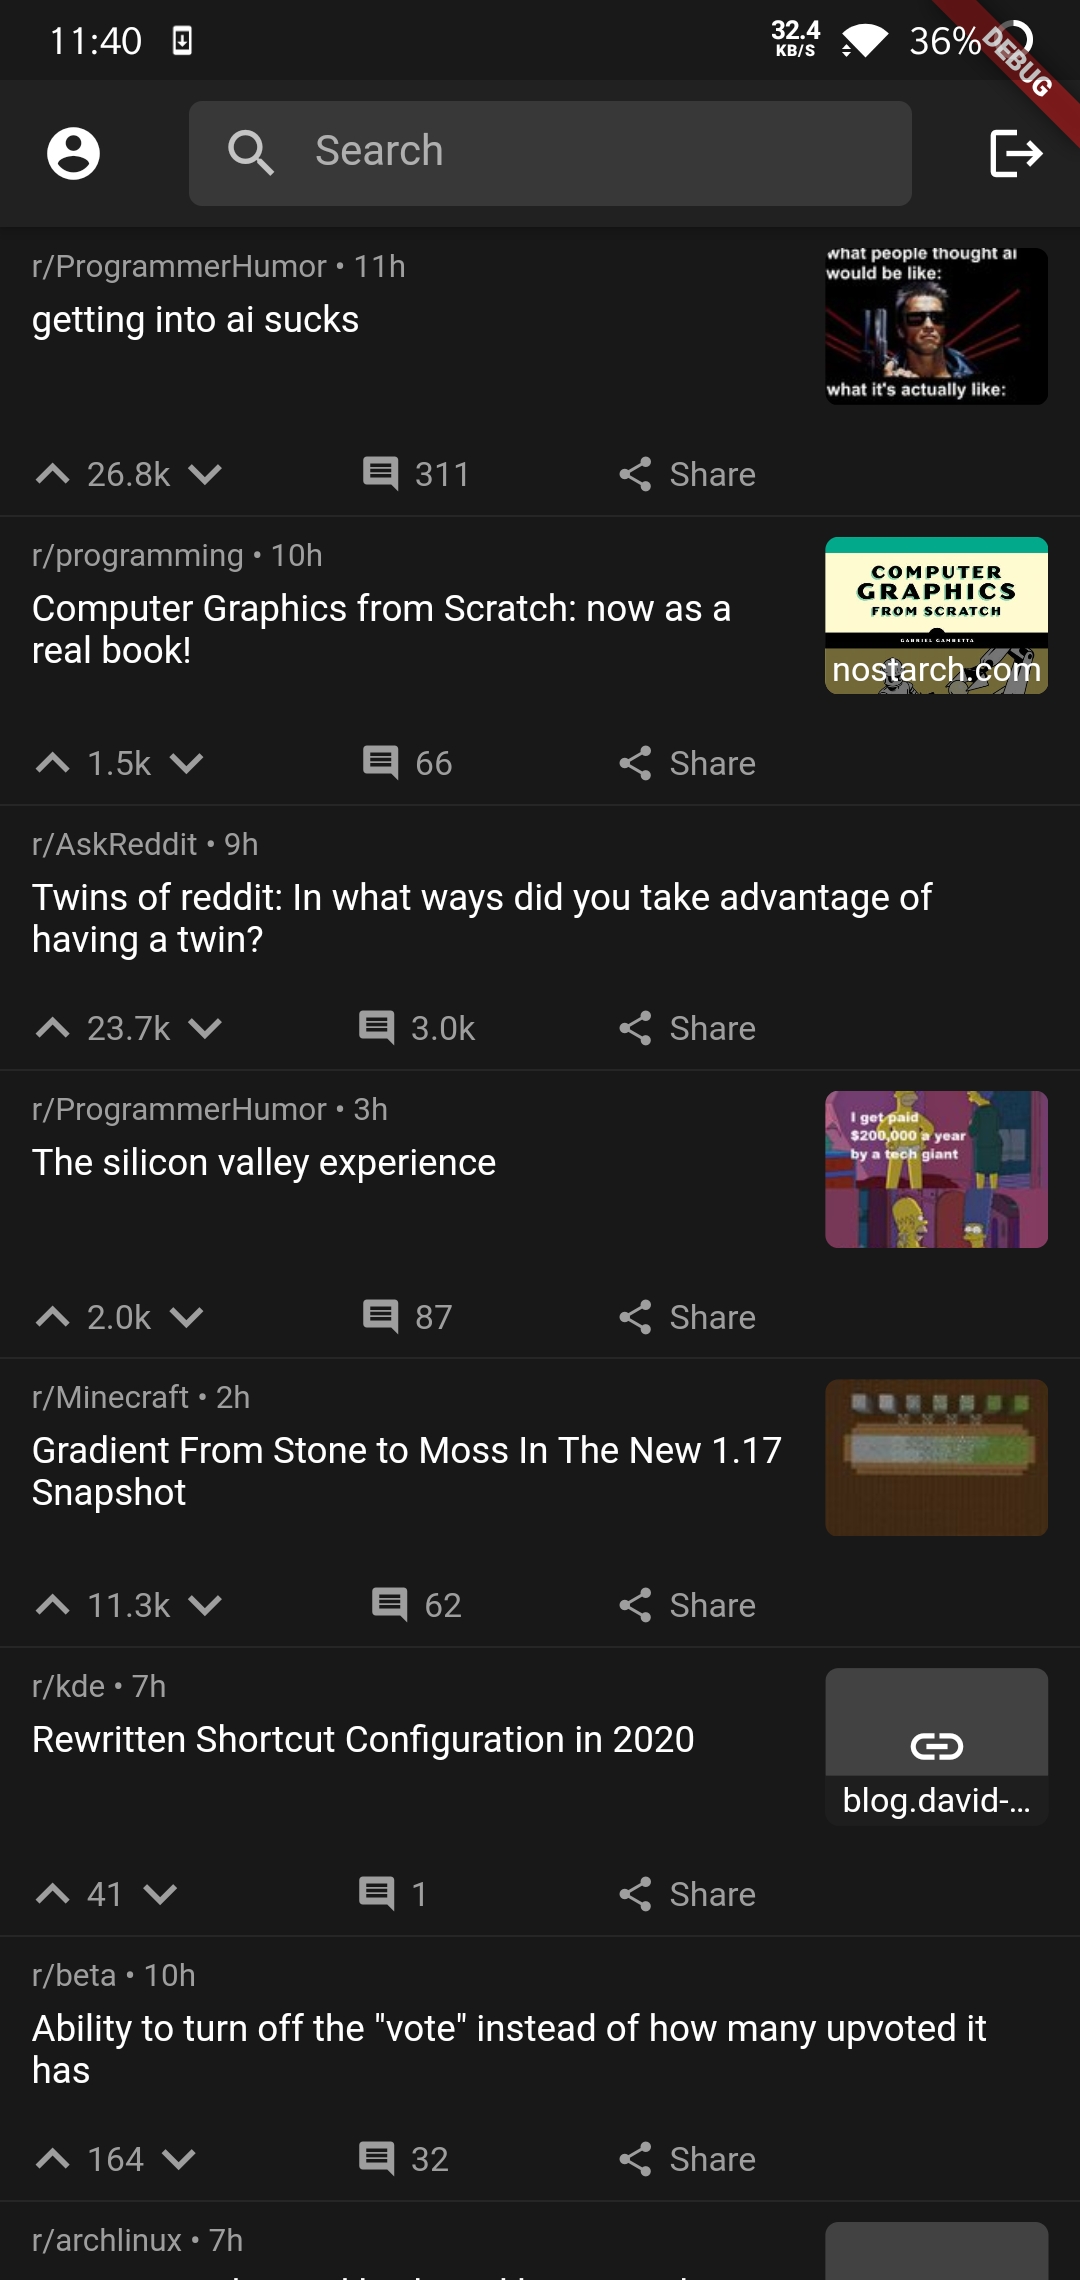 11:40
32.4
KB/S
36%
DEBUG
Search
r/ProgrammerHumor • 11h
getting into ai sucks
what people thought ai
would be like:
what it's actually like:
26.8k
311
Share
r/programming • 10h
Computer Graphics from Scratch: now as a
real book!
COMPUTER
GRAPHICS
FROM SCRATCH
GABRIEL GAMBETTA
nostarch.com
1.5k
66
Share
r/AskReddit • 9h
Twins of reddit: In what ways did you take advantage of
having a twin?
23.7k
3.0k
Share
r/ProgrammerHumor • 3h
The silicon valley experience
I get paid
$200,000 a year
by a tech giant
2.0k
87
Share
r/Minecraft • 2h
Gradient From Stone to Moss In The New 1.17
Snapshot
11.3k
62
Share
r/kde • 7h
Rewritten Shortcut Configuration in 2020
blog.david-...
41
1
Share
r/beta • 10h
Ability to turn off the "vote" instead of how many upvoted it
has
164
32
Share
r/archlinux • 7h